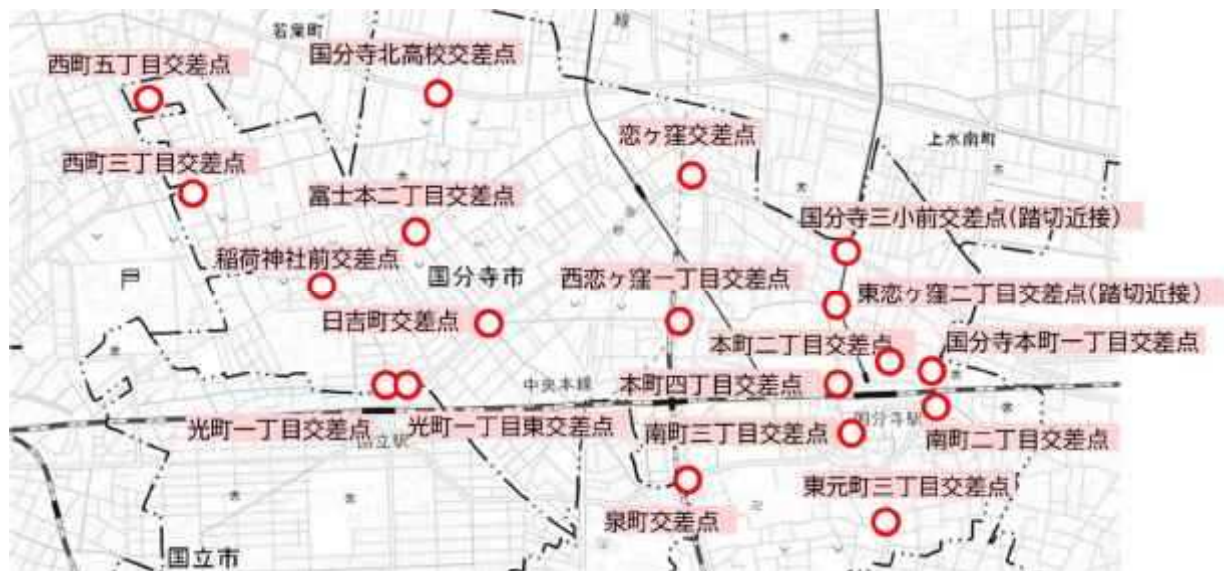 若葉町
国分寺北高校交差点
西町五丁目交差点
恋ヶ窪交差点
上水南町
西町三丁目交差点
富士本二丁目交差点
国分寺三小前交差点(踏切近接)
稲荷神社前交差点
国分寺市
西恋ヶ窪一丁目交差点
東恋ヶ窪二丁目交差点(踏切近接)
日吉町交差点
本町二丁目交差点
国分寺本町一丁目交差点
中央本線
本町四丁目交差点
国分寺駅
光町一丁目交差点
光町一丁目東交差点
南町三丁目交差点
南町二丁目交差点
国立駅
東元町三丁目交差点
泉町交差点
国立市